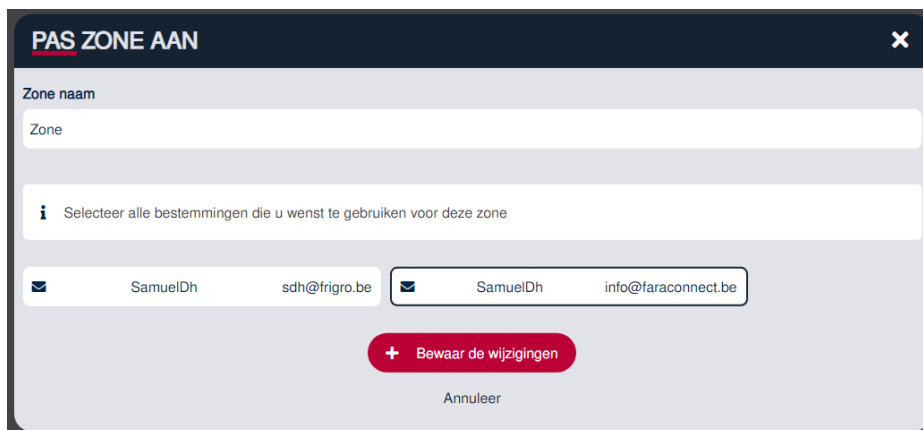 PAS ZONE AAN
Zone naam
Zone
Selecteer alle bestemmingen die u wenst te gebruiken voor deze zone
SamuelDh sdh@frigro.be SamuelDh info@faraconnect.be
Bewaar de wijzigingen
Annuleer